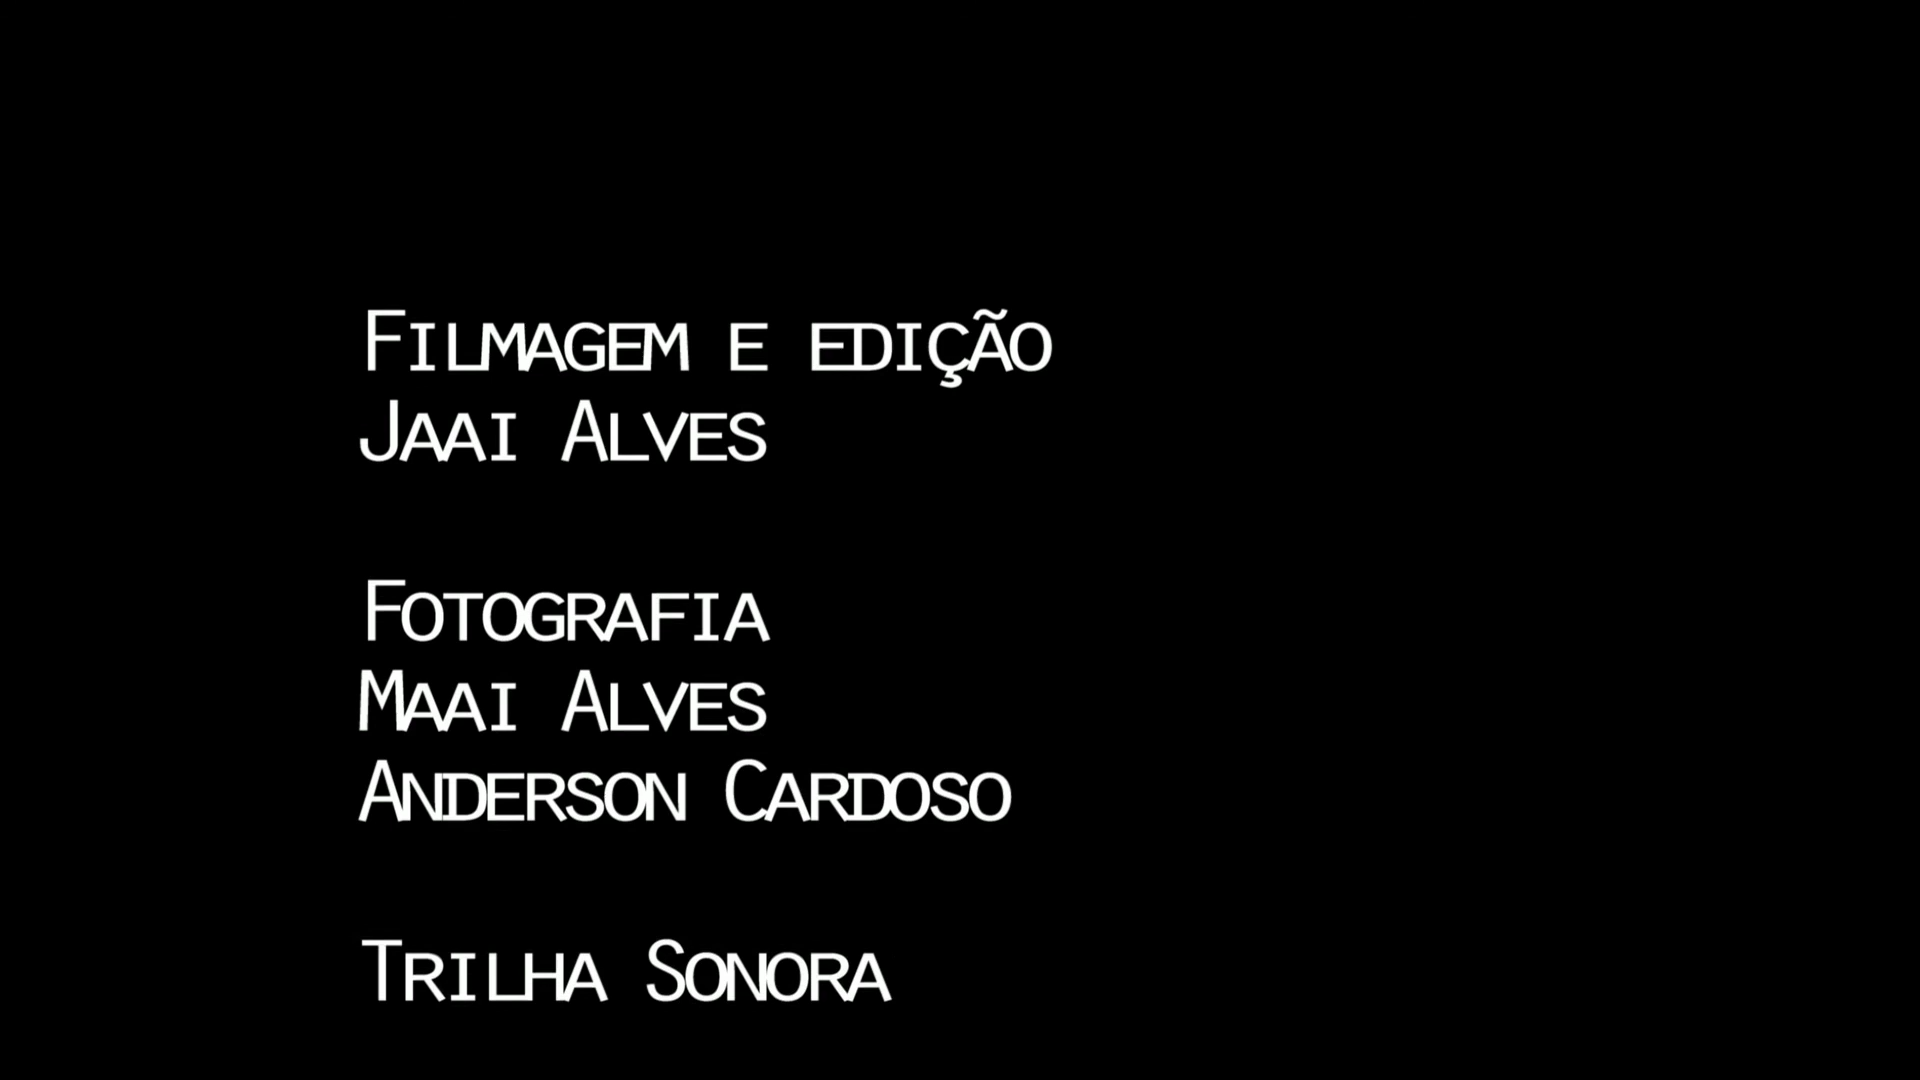 Filmagem e edição
Jaai Alves
Fotografia
Maai Alves
Anderson Cardoso
Trilha Sonora